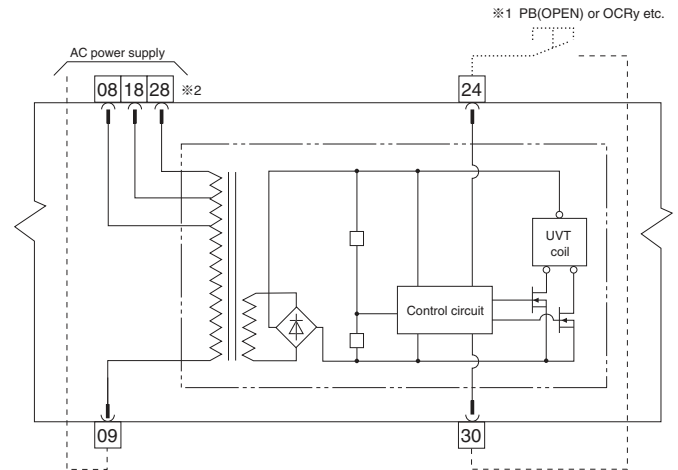 ※1 PB(OPEN) or OCRy etc.
AC power supply
08 18 28 ※2
24
UVT
coil
Control circuit
09
30